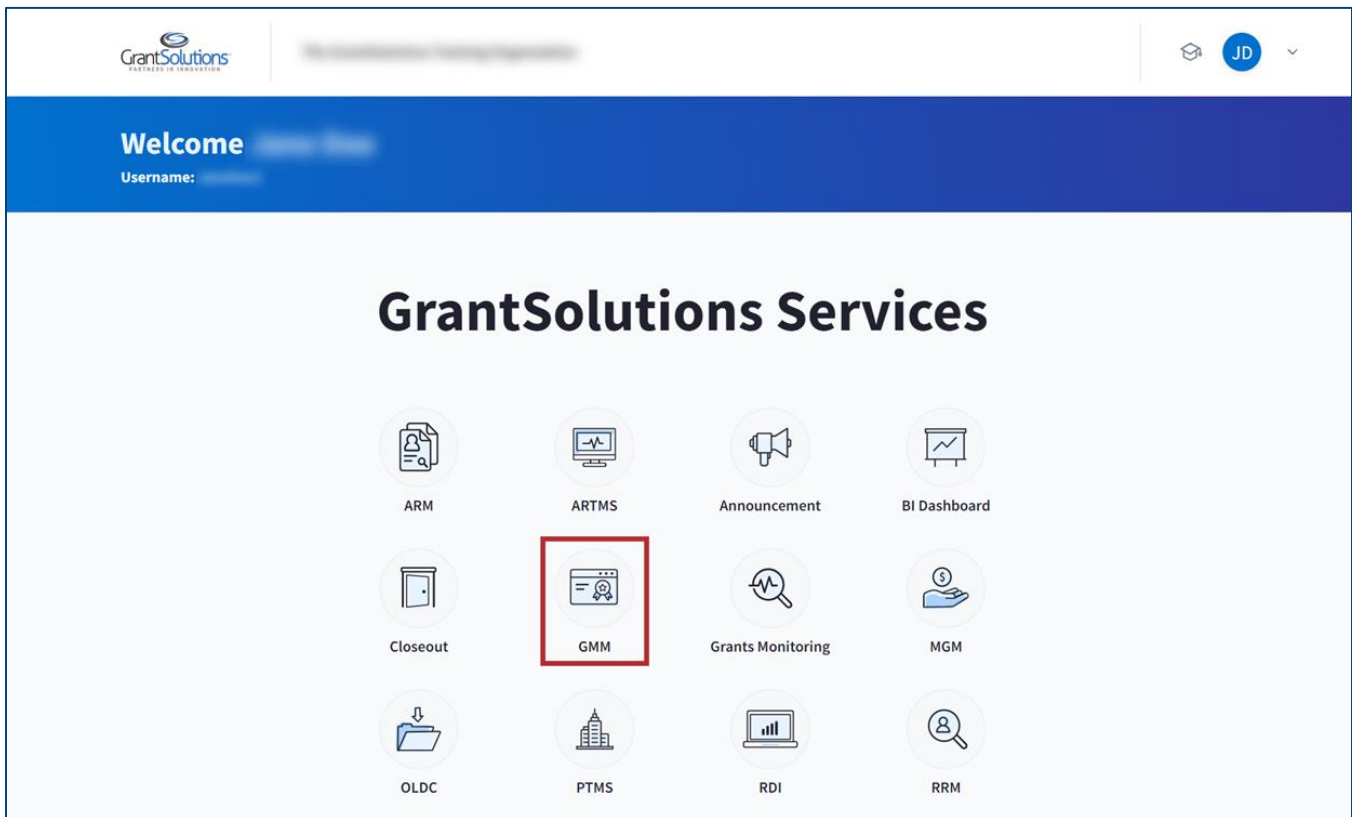 GrantSolutions
PARTNERS IN INNOVATION
JD
Welcome
Username:
GrantSolutions Services
ARM
ARTMS
Announcement
BI Dashboard
Closeout
GMM
Grants Monitoring
MGM
OLDC
PTMS
RDI
RRM